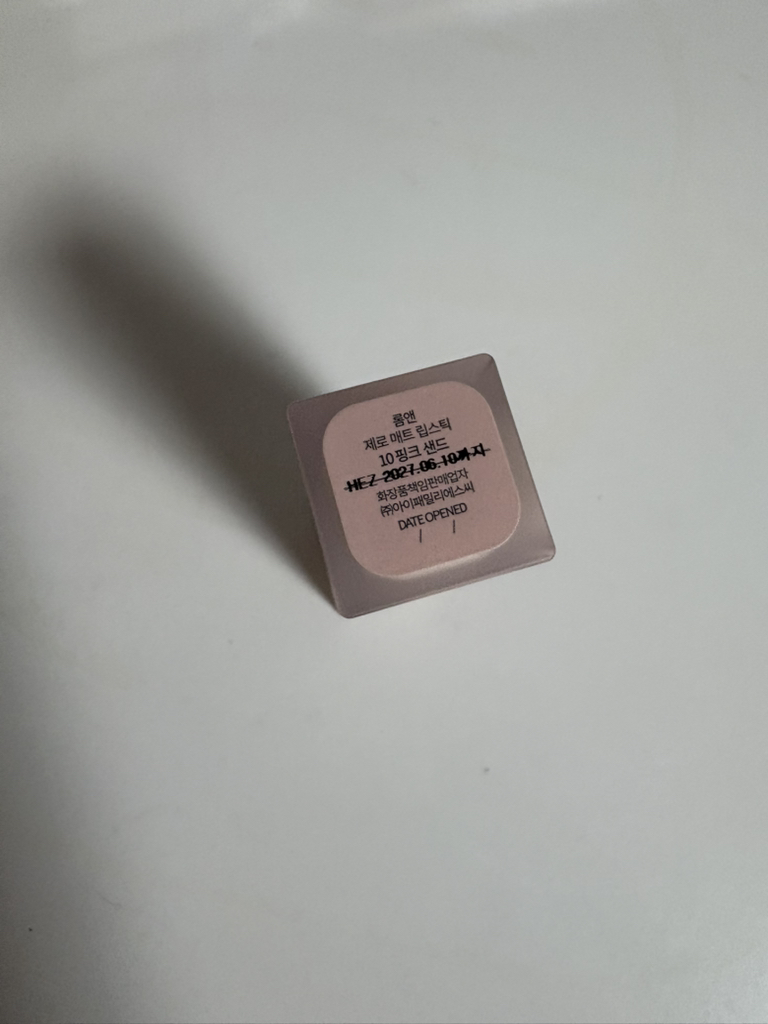 롬앤
제로 매트 립스틱
10 핑크 샌드
HEZ 2027.06.10까지
화장품책임판매업자
㈜아이패밀리에스씨
DATE OPENED
/ /